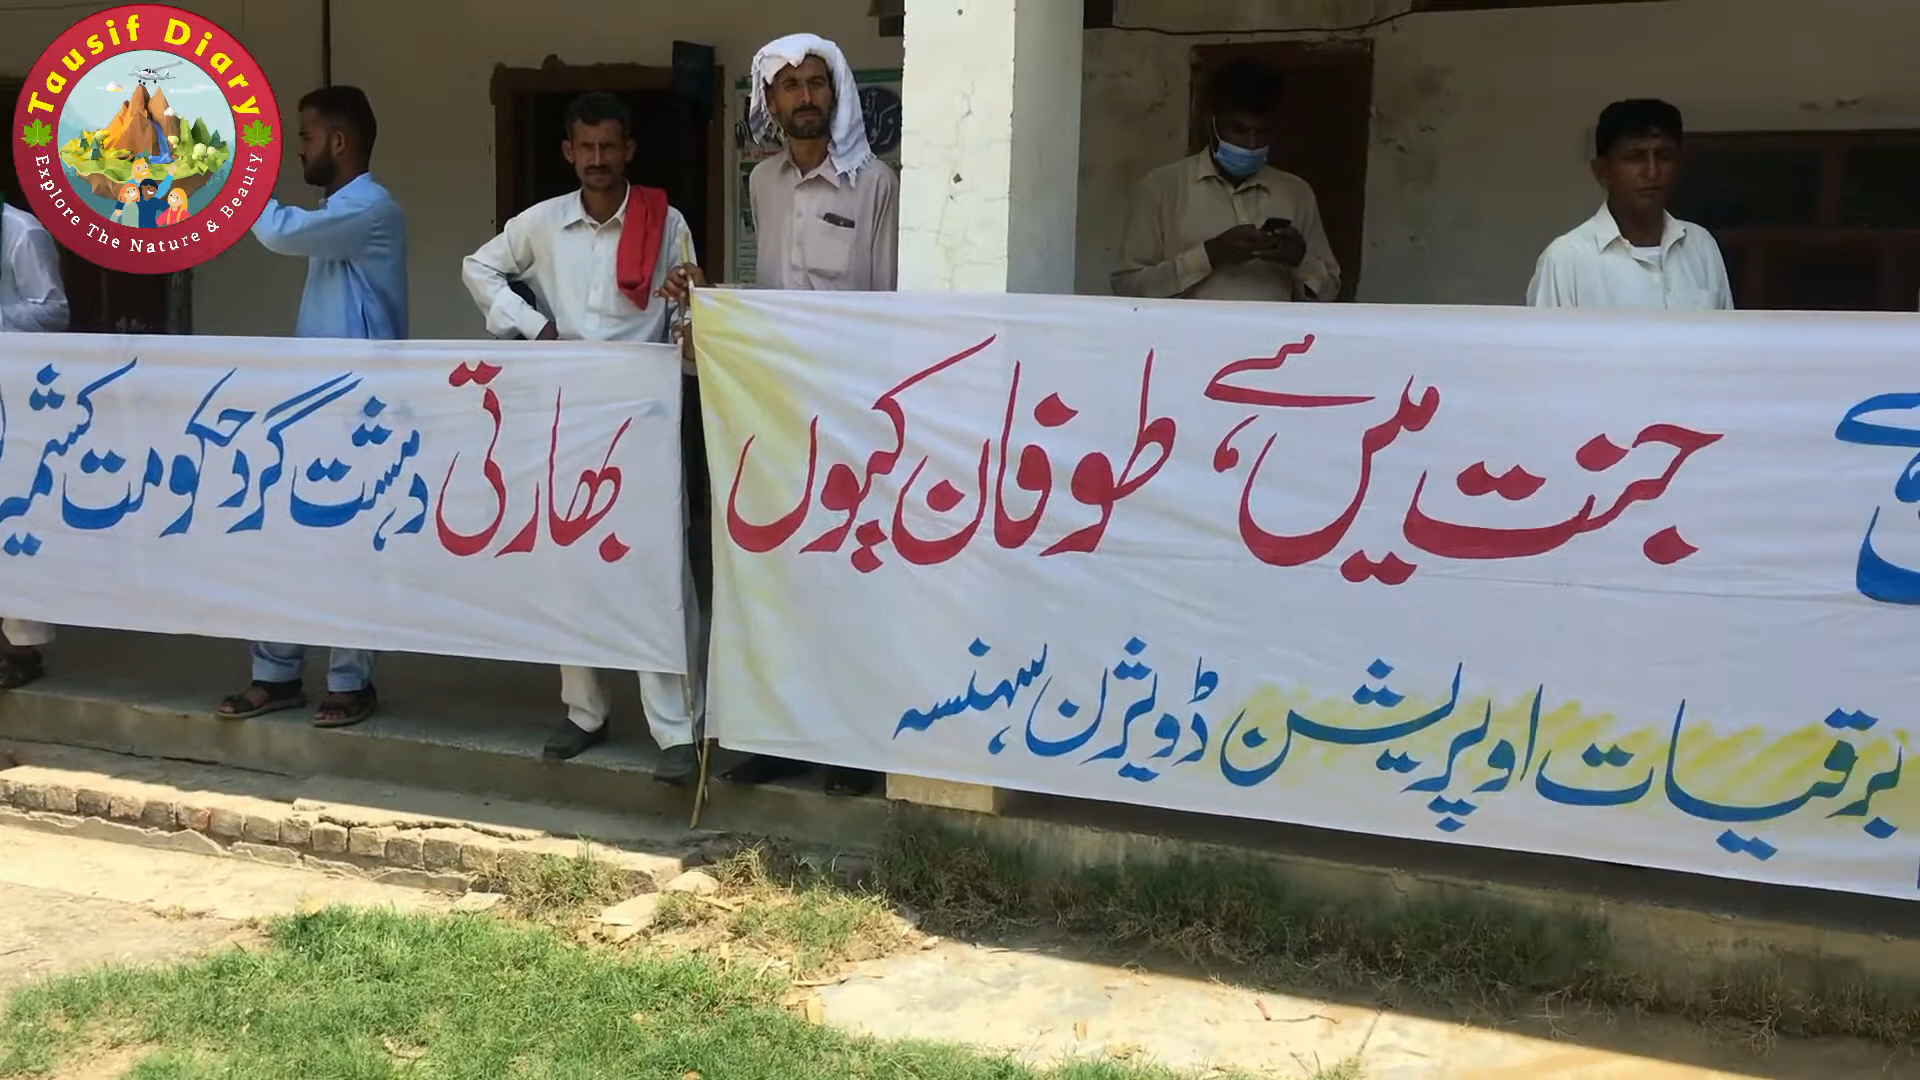 Tausif Diary
Explore The Nature & Beauty
جنت میں ہے طوفان کیوں
برقیات اوپریشن ڈویژن سہنسہ
بھارتی دہشت گرد حکومت کشمیر